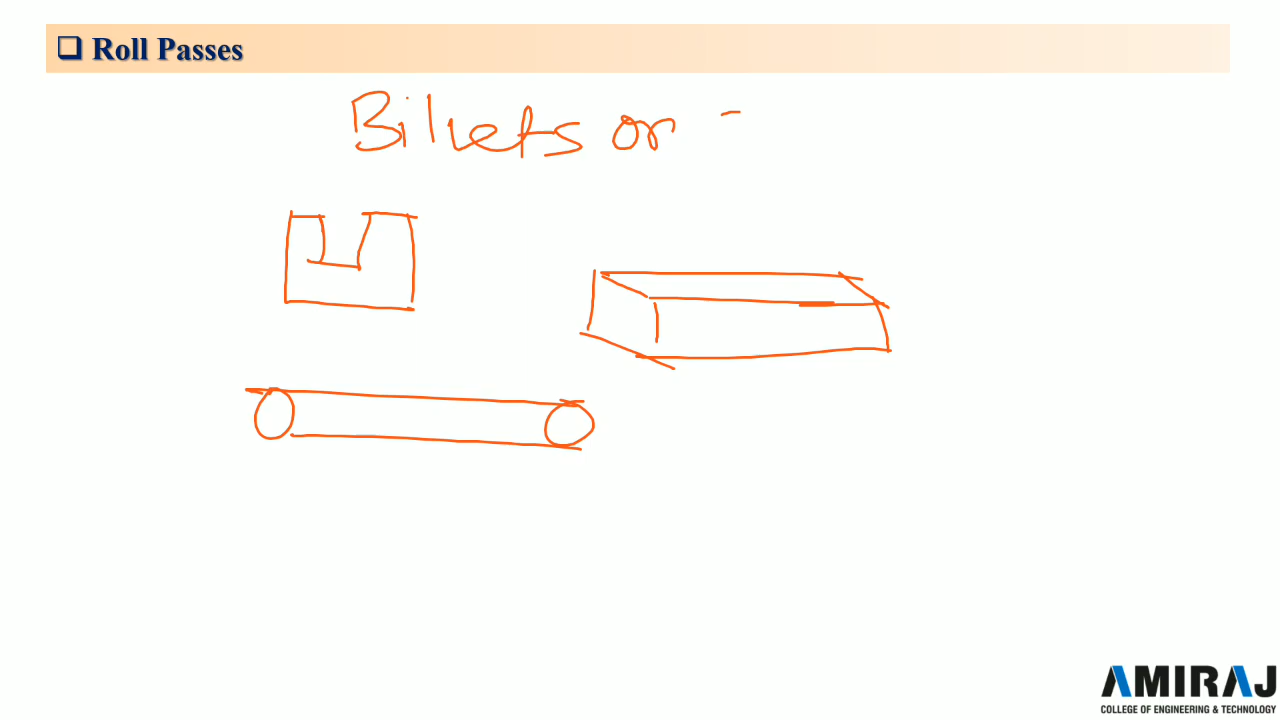 Roll Passes
Billets or
AMIRAJ
COLLEGE OF ENGINEERING & TECHNOLOGY